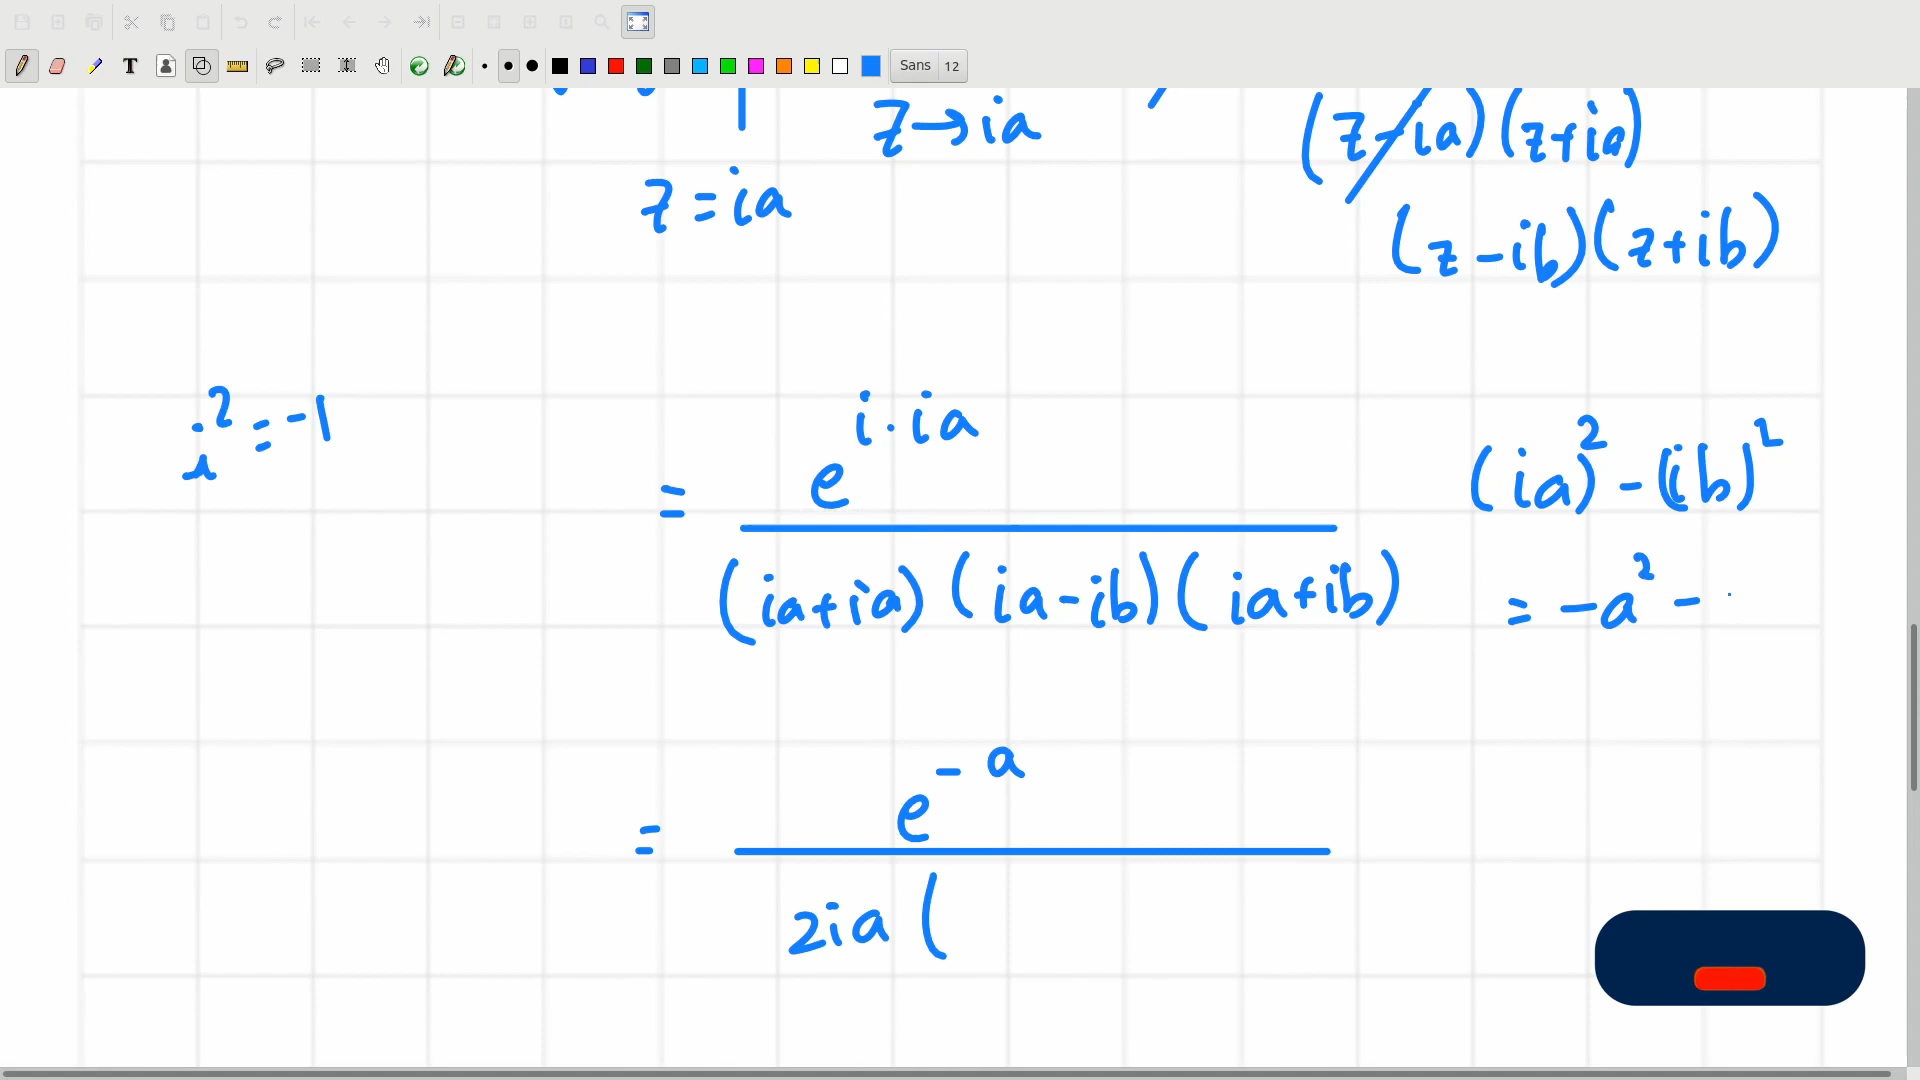 z→ia
(z-ia)(z+ia)
z=ia
(z-ib)(z+ib)
i²=-1
= e^{i·ia} / (ia+ia)(ia-ib)(ia+ib)
(ia)²-(ib)²
= -a² -
= e^{-a} / 2ia(
T
Sans 12